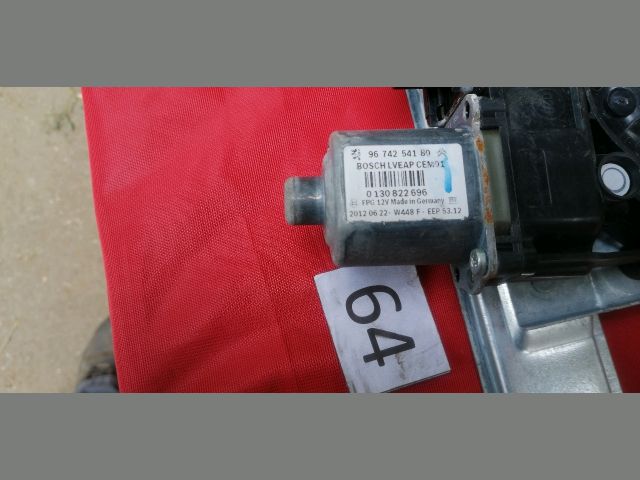 96 742 541 80
BOSCH LVEAP CEM01
0 130 822 696
FPG 12V Made in Germany
2012 06 22- W448 F - EEP 53.12
64